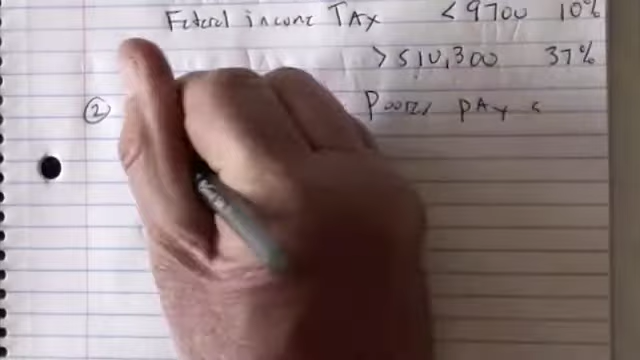 Federal income TAX < 9700 10%
> 510,300 37%
② Poorer pAy